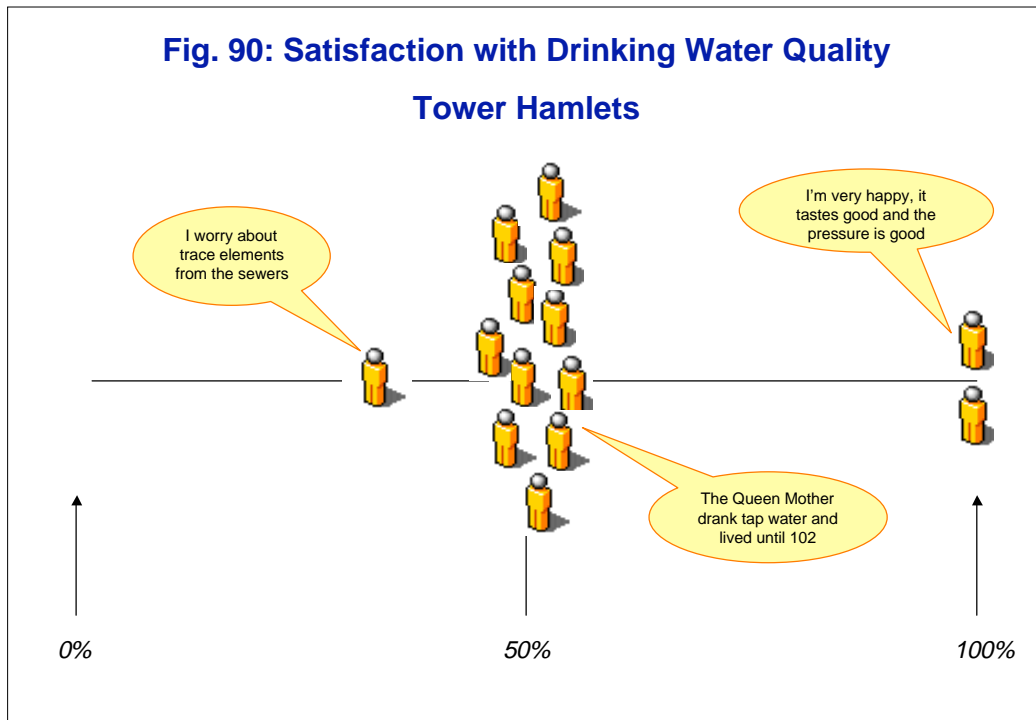 Fig. 90: Satisfaction with Drinking Water Quality
Tower Hamlets
I worry about
trace elements
from the sewers
I’m very happy, it
tastes good and the
pressure is good
The Queen Mother
drank tap water and
lived until 102
0%
50%
100%